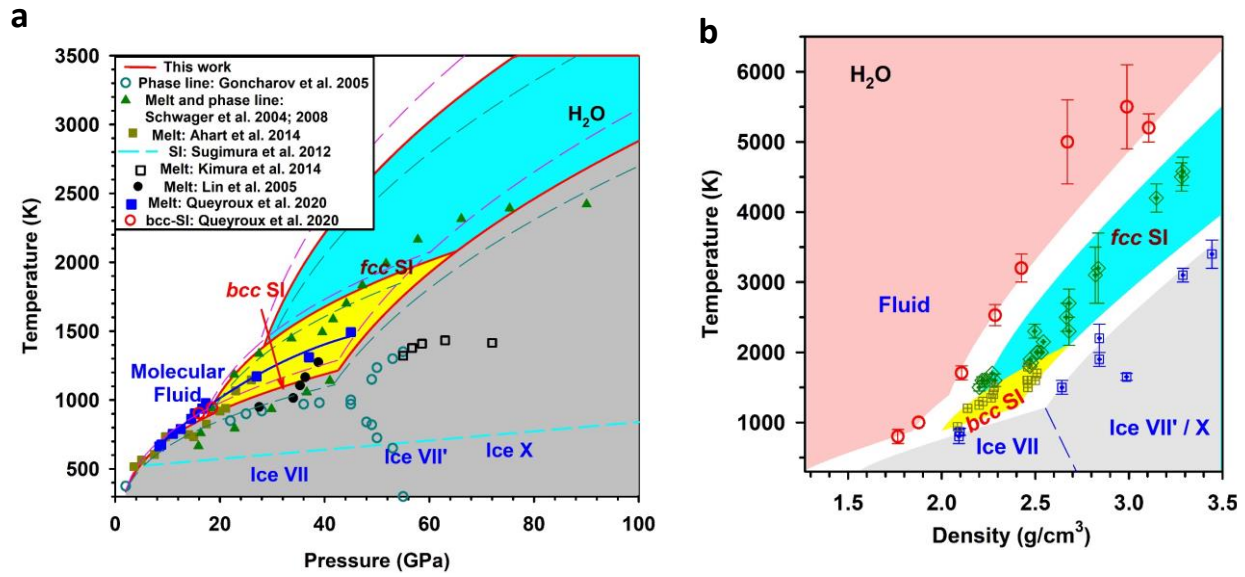 a
3500
3000
2500
2000
1500
1000
500
Temperature (K)
0
20
40
60
80
100
Pressure (GPa)
This work
Phase line: Goncharov et al. 2005
Melt and phase line:
Schwager et al. 2004; 2008
Melt: Ahart et al. 2014
SI: Sugimura et al. 2012
Melt: Kimura et al. 2014
Melt: Lin et al. 2005
Melt: Queyroux et al. 2020
bcc-SI: Queyroux et al. 2020
H2O
fcc SI
bcc SI
Molecular
Fluid
Ice VII
Ice VII'
Ice X
b
6000
5000
4000
3000
2000
1000
Temperature (K)
1.5
2.0
2.5
3.0
3.5
Density (g/cm3)
H2O
Fluid
fcc SI
bcc SI
Ice VII
Ice VII' / X